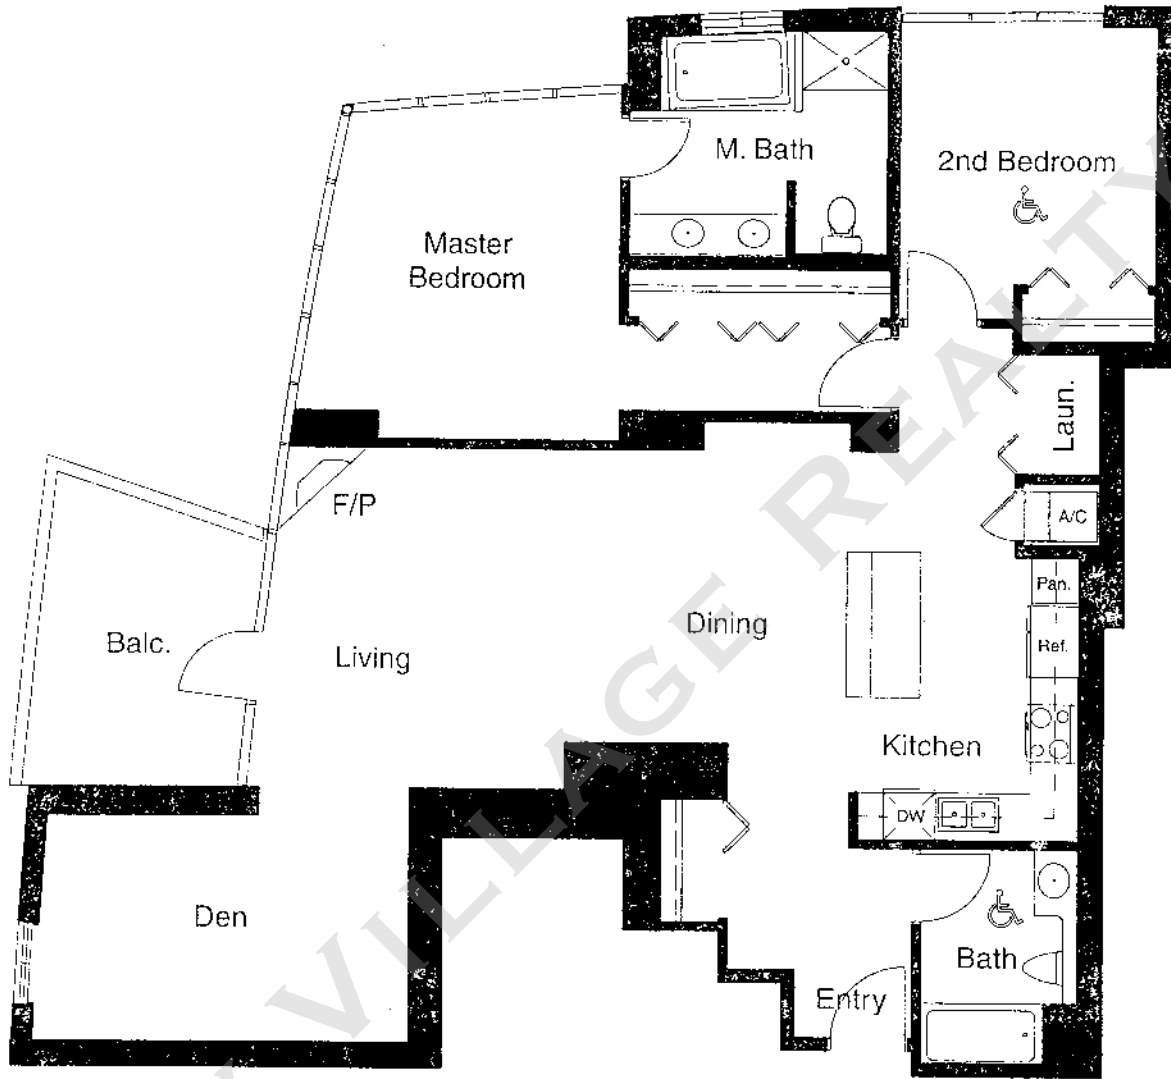 M. Bath
2nd Bedroom
Master
Bedroom
Laun.
F/P
A/C
Pan.
Balc.
Living
Dining
Ref.
Kitchen
DW
Den
Bath
Entry
VILLAGE REALTY